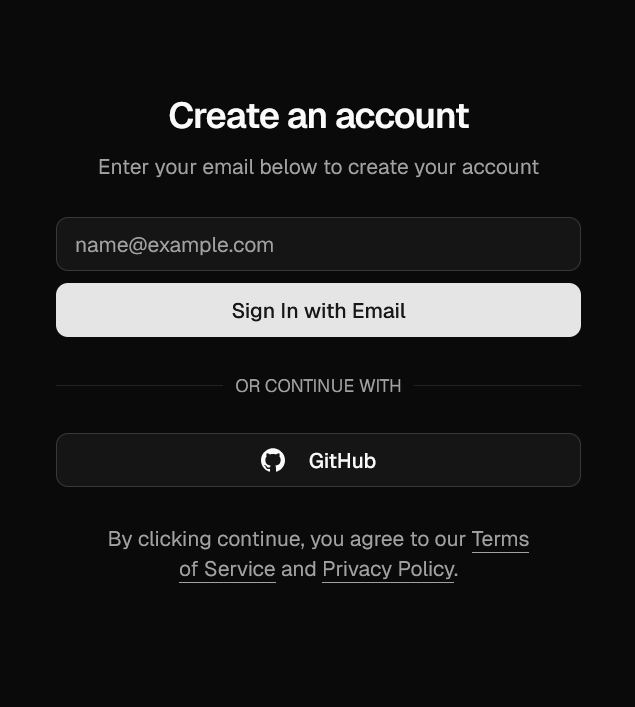 Create an account
Enter your email below to create your account
name@example.com
Sign In with Email
OR CONTINUE WITH
GitHub
By clicking continue, you agree to our Terms
of Service and Privacy Policy.